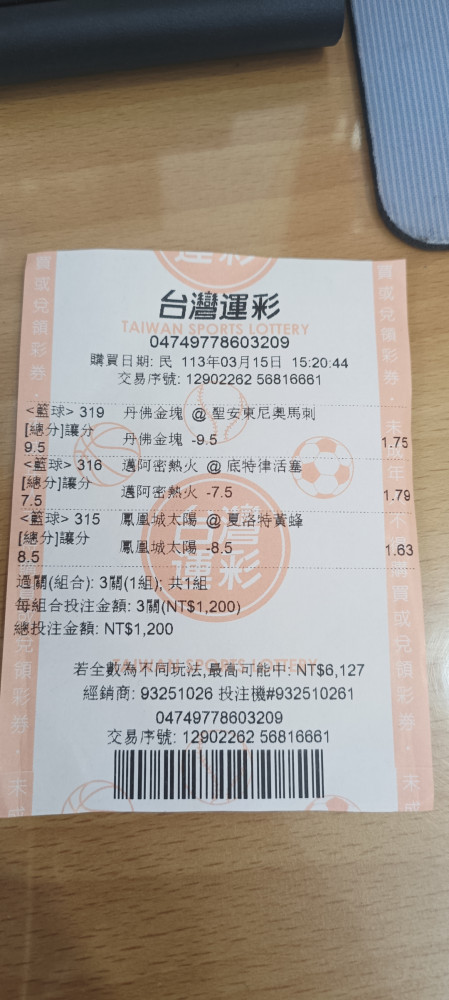 台灣運彩
TAIWAN SPORTS LOTTERY
04749778603209
購買日期: 民 113年03月15日 15:20:44
交易序號: 12902262 56816661
<籃球> 319 丹佛金塊 @ 聖安東尼奧馬刺
[總分]讓分
9.5 丹佛金塊 -9.5 1.75
<籃球> 316 邁阿密熱火 @ 底特律活塞
[總分]讓分
7.5 邁阿密熱火 -7.5 1.79
<籃球> 315 鳳凰城太陽 @ 夏洛特黃蜂
[總分]讓分
8.5 鳳凰城太陽 -8.5 1.63
過關(組合): 3關(1組); 共1組
每組合投注金額: 3關(NT$1,200)
總投注金額: NT$1,200
若全數為不同玩法,最高可能中: NT$6,127
經銷商: 93251026 投注機#932510261
04749778603209
交易序號: 12902262 56816661